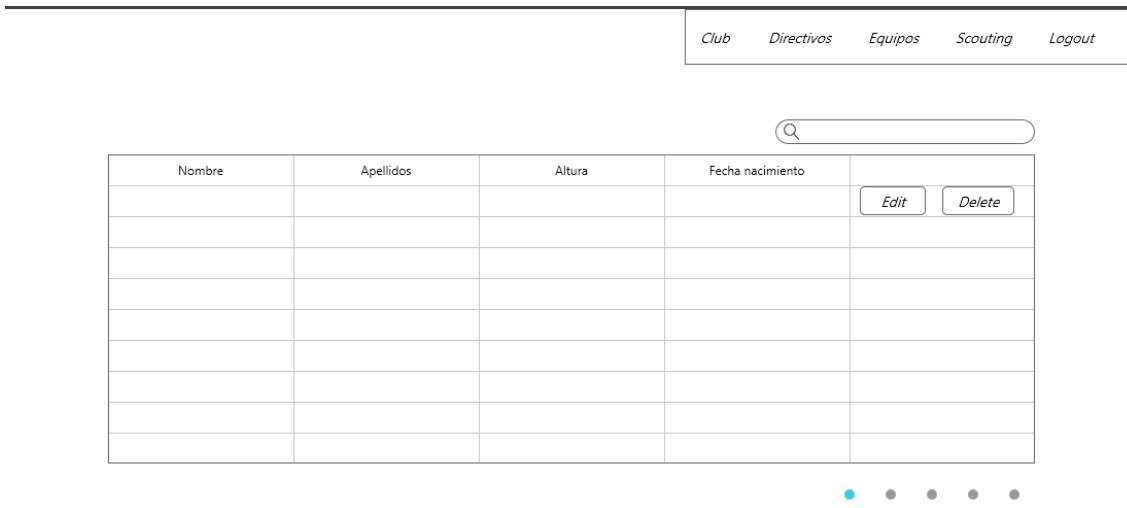 Club Directivos Equipos Scouting Logout
Nombre Apellidos Altura Fecha nacimiento
Edit Delete